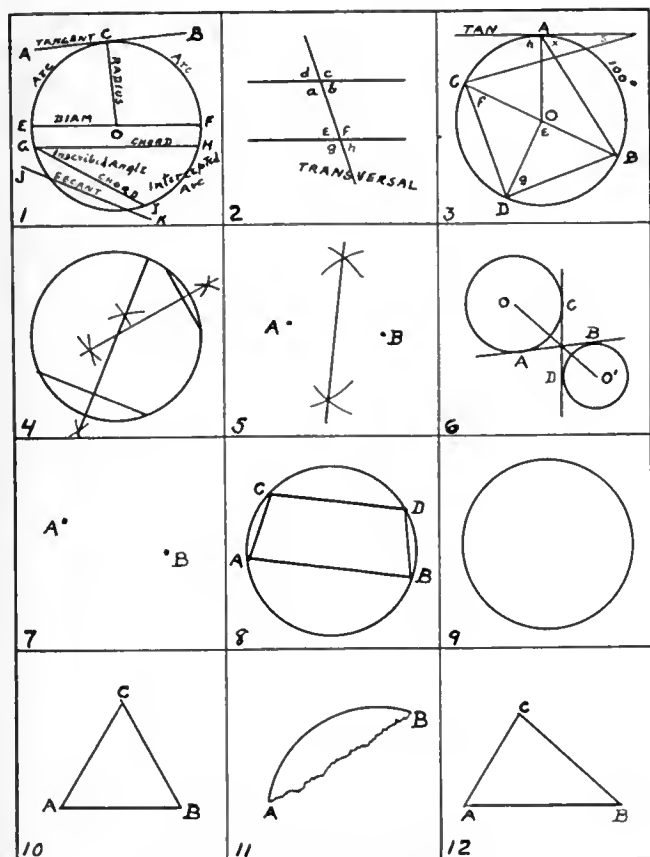 C
TANGENT
B
A
ARC
Arc
RADIUS
E
DIAM
F
O
G
CHORD
H
Inscribed Angle
J
CHORD
Intercepted Arc
SECANT
I
K
1
d c
a b
E F
g h
TRANSVERSAL
2
TAN
A
h x
s
100°
C
F
O
E
B
g
D
3
4
A
B
5
O
C
B
A
D
O'
6
A
B
7
C
D
A
B
8
9
C
A
B
10
B
A
11
C
A
B
12